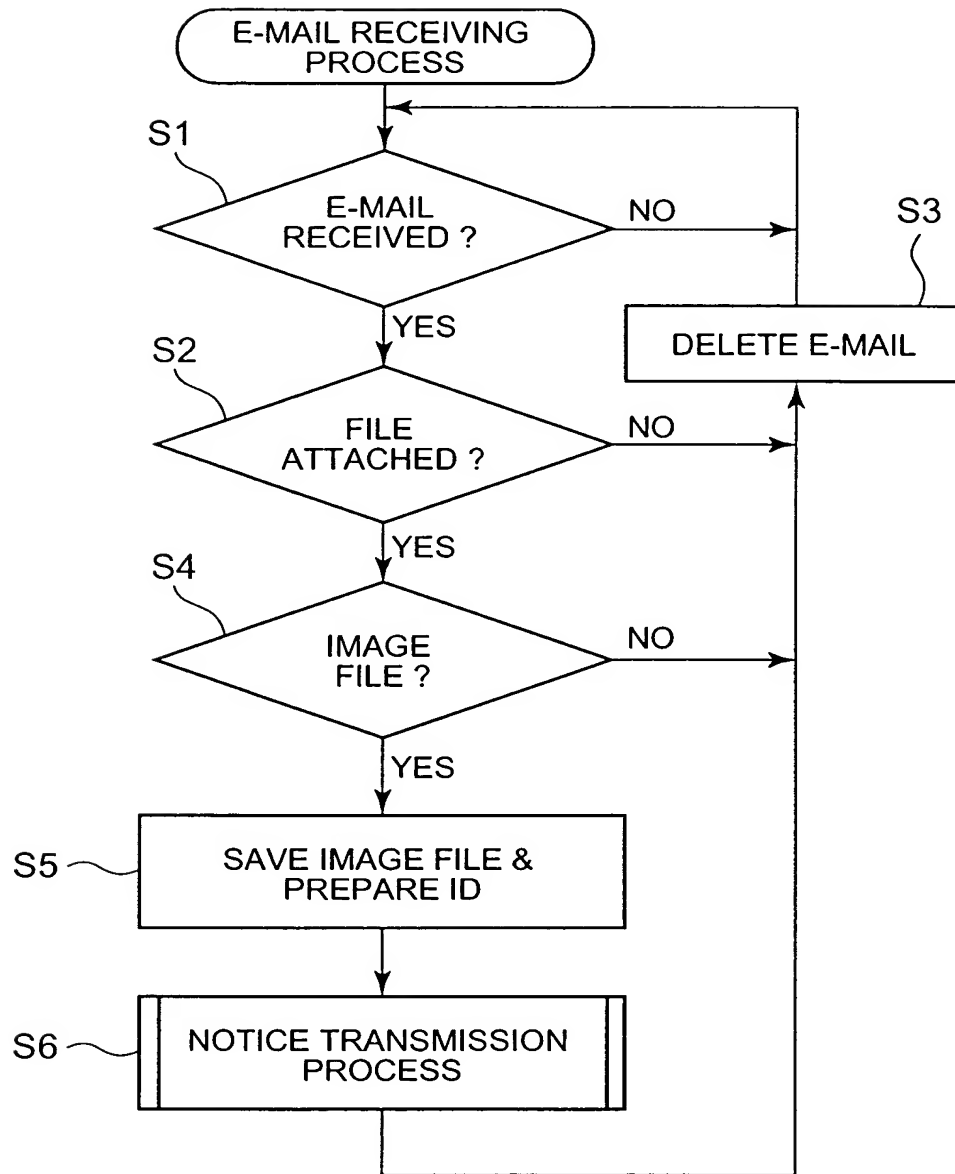 E-MAIL RECEIVING
PROCESS
S1
E-MAIL
RECEIVED ?
NO
S3
YES
DELETE E-MAIL
S2
FILE
ATTACHED ?
NO
YES
S4
IMAGE
FILE ?
NO
YES
S5
SAVE IMAGE FILE &
PREPARE ID
S6
NOTICE TRANSMISSION
PROCESS